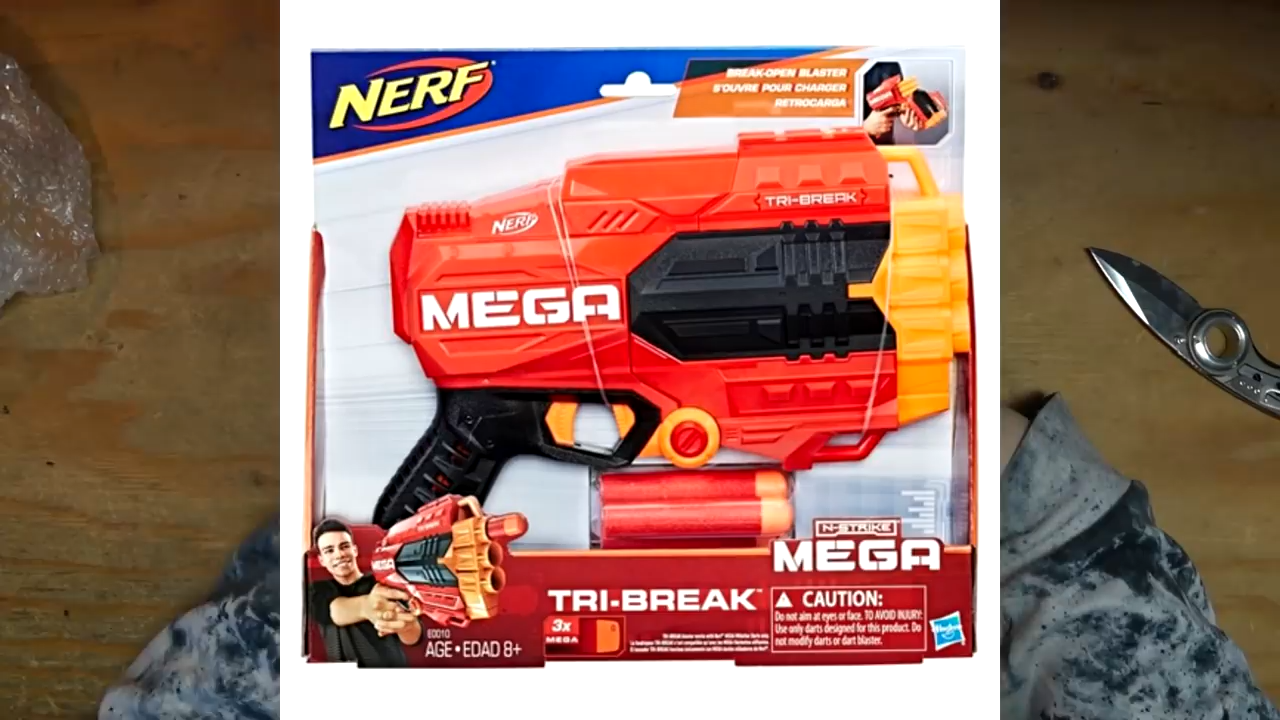 NERF
BREAK-OPEN BLASTER
S'OUVRE POUR CHARGER
RETROCARGA
TRI-BREAK
NERF
MEGA
MEGA
N-STRIKE
MEGA
TRI-BREAK™
3x
MEGA
E0010
AGE • EDAD 8+
CAUTION:
Do not aim at eyes or face. TO AVOID INJURY:
Use only darts designed for this product. Do
not modify darts or dart blaster.
Hasbro